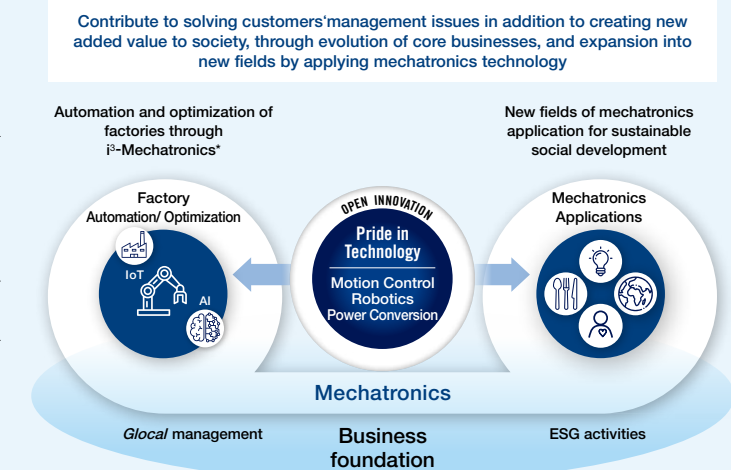 Contribute to solving customers‘management issues in addition to creating new
added value to society, through evolution of core businesses, and expansion into
new fields by applying mechatronics technology
Automation and optimization of
factories through
i³-Mechatronics*
New fields of mechatronics
application for sustainable
social development
Factory
Automation/ Optimization
IoT
AI
OPEN INNOVATION
Pride in
Technology
Motion Control
Robotics
Power Conversion
Mechatronics
Applications
Mechatronics
Glocal management
Business
foundation
ESG activities